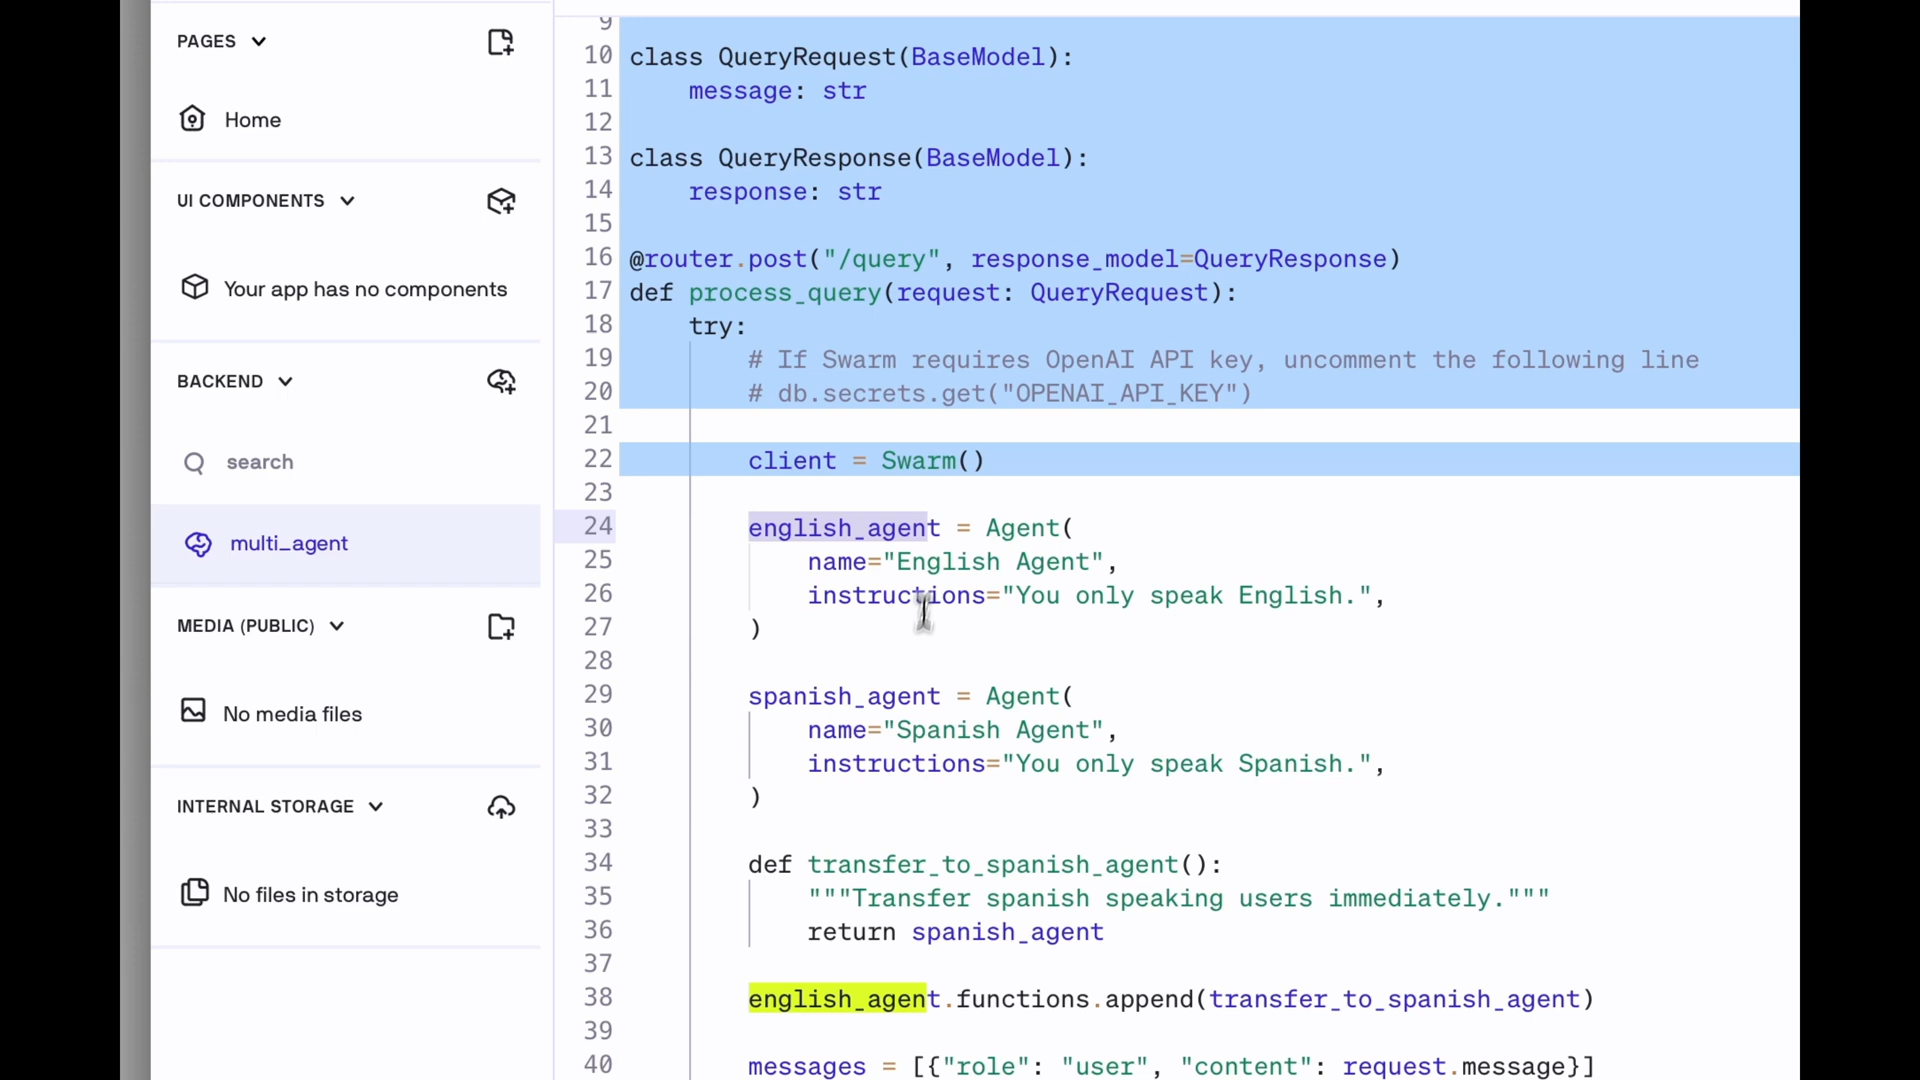 PAGES
Home
UI COMPONENTS
Your app has no components
BACKEND
search
multi_agent
MEDIA (PUBLIC)
No media files
INTERNAL STORAGE
No files in storage
9
10 class QueryRequest(BaseModel):
11     message: str
12
13 class QueryResponse(BaseModel):
14     response: str
15
16 @router.post("/query", response_model=QueryResponse)
17 def process_query(request: QueryRequest):
18     try:
19         # If Swarm requires OpenAI API key, uncomment the following line
20         # db.secrets.get("OPENAI_API_KEY")
21
22         client = Swarm()
23
24         english_agent = Agent(
25             name="English Agent",
26             instructions="You only speak English.",
27         )
28
29         spanish_agent = Agent(
30             name="Spanish Agent",
31             instructions="You only speak Spanish.",
32         )
33
34         def transfer_to_spanish_agent():
35             """Transfer spanish speaking users immediately."""
36             return spanish_agent
37
38         english_agent.functions.append(transfer_to_spanish_agent)
39
40         messages = [{"role": "user", "content": request.message}]